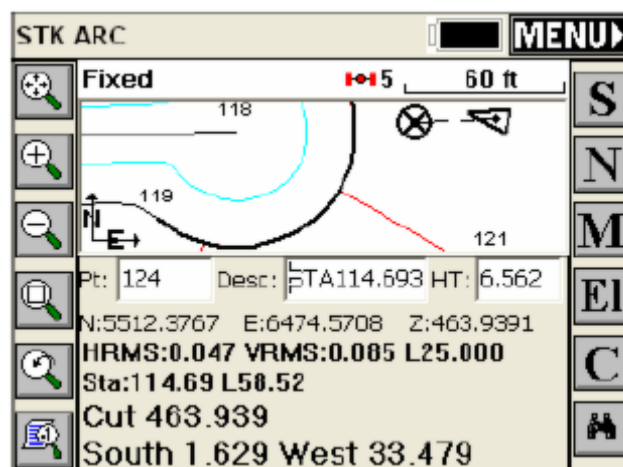 STK ARC MENU
Fixed 5 60 ft S
118
N
119
N
E 121 M
Pt: 124 Desc: STA114.693 HT: 6.562
El
N:5512.3767 E:6474.5708 Z:463.9391
HRMS:0.047 VRMS:0.085 L25.000
C
Sta:114.69 L58.52
Cut 463.939
South 1.629 West 33.479